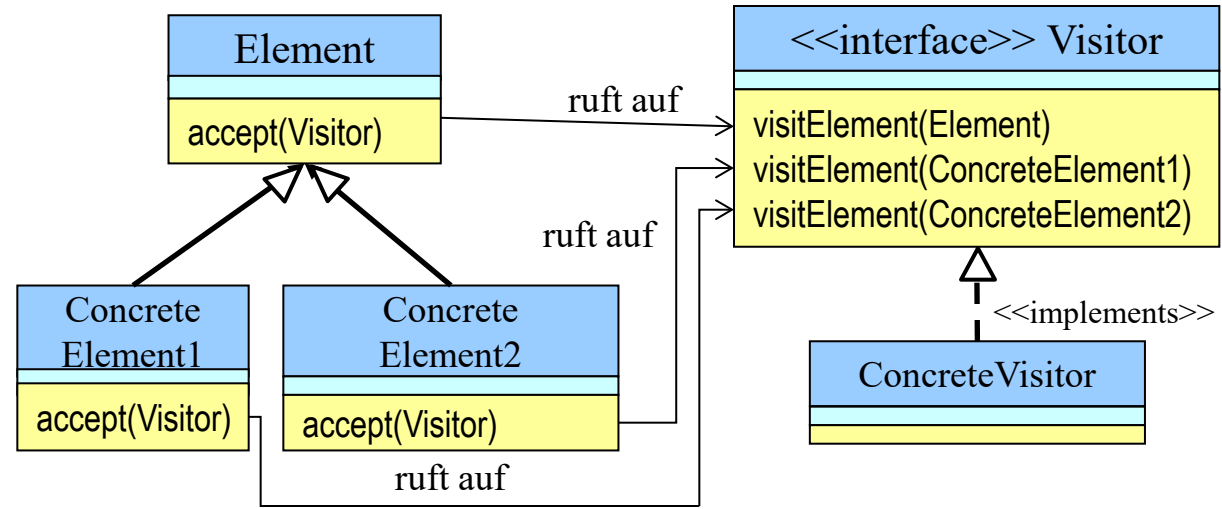 Element
accept(Visitor)
ruft auf
<<interface>> Visitor
visitElement(Element)
visitElement(ConcreteElement1)
visitElement(ConcreteElement2)
ruft auf
Concrete
Element1
accept(Visitor)
Concrete
Element2
accept(Visitor)
ruft auf
<<implements>>
ConcreteVisitor